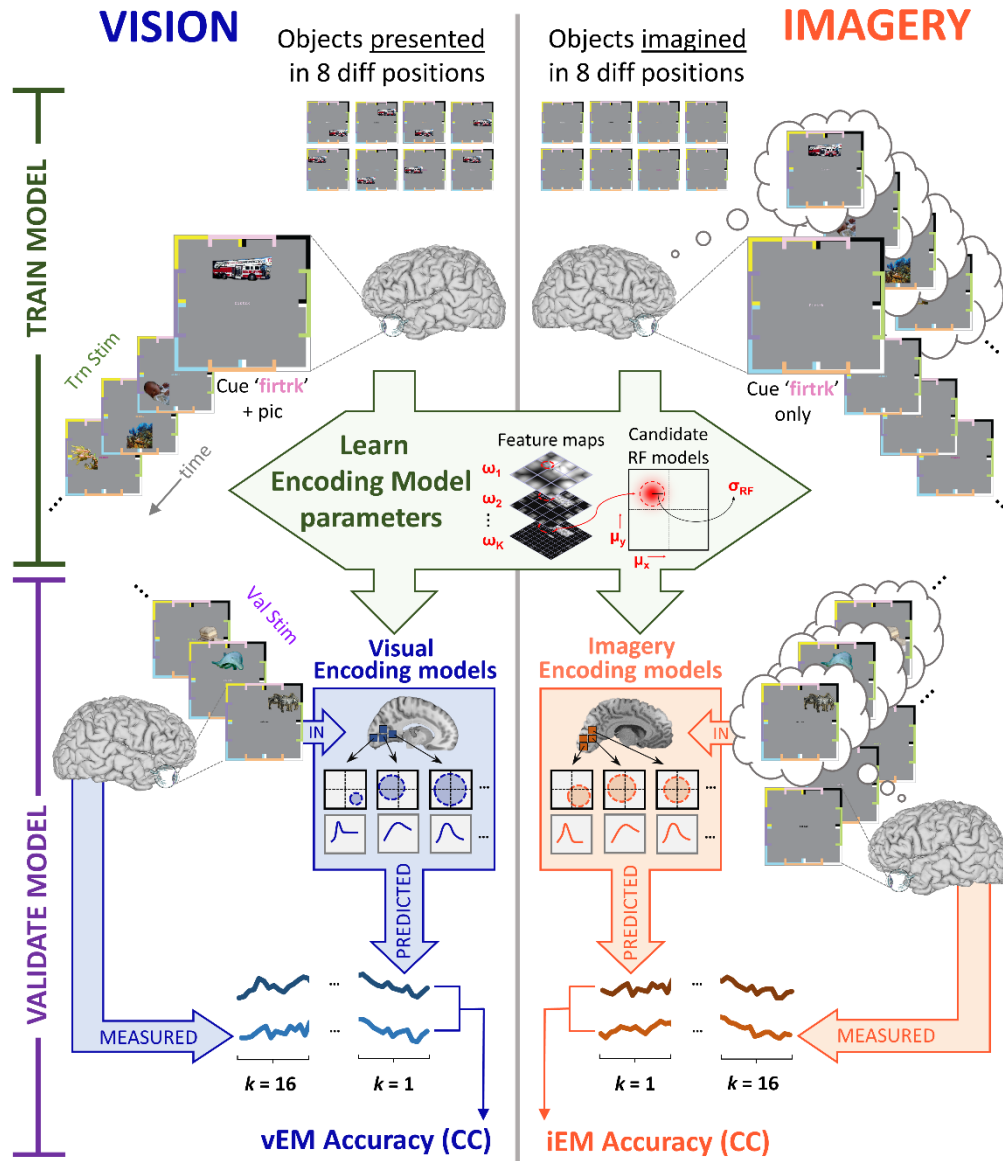 VISION
IMAGERY
Objects presented
in 8 diff positions
Objects imagined
in 8 diff positions
TRAIN MODEL
Trn Stim
time
Cue 'firtrk'
+ pic
Cue 'firtrk'
only
Learn
Encoding Model
parameters
Feature maps
ω1
ω2
⋮
ωK
Candidate
RF models
σRF
μy
μx
VALIDATE MODEL
Val Stim
Visual
Encoding models
Imagery
Encoding models
IN
IN
...
...
...
...
PREDICTED
PREDICTED
...
...
MEASURED
MEASURED
k = 16
k = 1
k = 1
k = 16
vEM Accuracy (CC)
iEM Accuracy (CC)